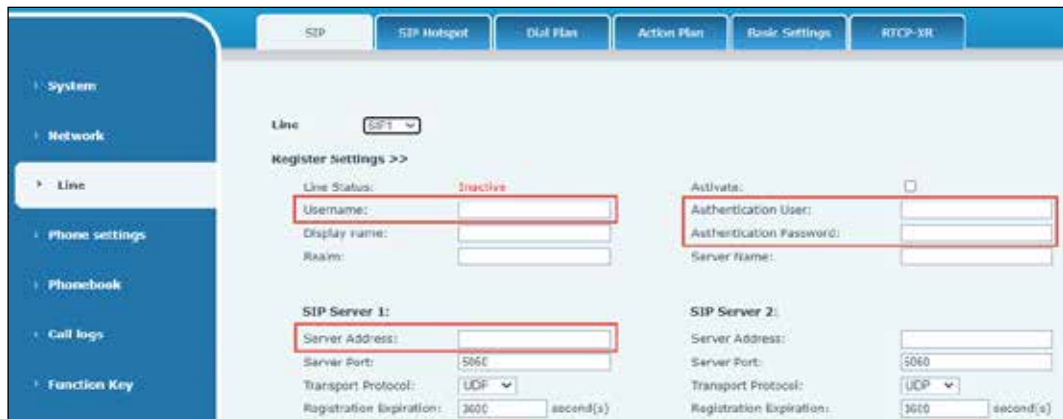 SIP SIP Hotspot Dial Plan Action Plan Basic Settings RTCP-XR
System
Network
Line
Phone settings
Phonebook
Call logs
Function Key
Line SIP1
Register Settings >>
Line Status: Inactive Activate:
Username: Authentication User:
Display name: Authentication Password:
Realm: Server Name:
SIP Server 1: SIP Server 2:
Server Address: Server Address:
Server Port: 5060 Server Port: 5060
Transport Protocol: UDP Transport Protocol: UDP
Registration Expiration: 3600 second(s) Registration Expiration: 3600 second(s)